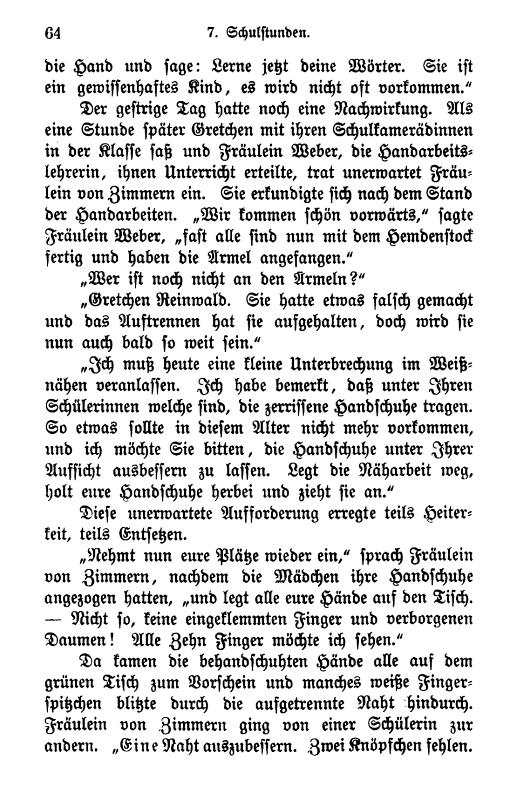 64
7. Schulstunden.
die Hand und sage: Lerne jetzt deine Wörter. Sie ist
ein gewissenhaftes Kind, es wird nicht oft vorkommen.“
Der gestrige Tag hatte noch eine Nachwirkung. Als
eine Stunde später Gretchen mit ihren Schulkamerädinnen
in der Klasse saß und Fräulein Weber, die Handarbeits-
lehrerin, ihnen Unterricht erteilte, trat unerwartet Fräu-
lein von Zimmern ein. Sie erkundigte sich nach dem Stand
der Handarbeiten. „Wir kommen schön vorwärts,“ sagte
Fräulein Weber, „fast alle sind nun mit dem Hemdenstock
fertig und haben die Ärmel angefangen.“
„Wer ist noch nicht an den Ärmeln?“
„Gretchen Reinwald. Sie hatte etwas falsch gemacht
und das Auftrennen hat sie aufgehalten, doch wird sie
nun auch bald so weit sein.“
„Ich muß heute eine kleine Unterbrechung im Weiß-
nähen veranlassen. Ich habe bemerkt, daß unter Ihren
Schülerinnen welche sind, die zerrissene Handschuhe tragen.
So etwas sollte in diesem Alter nicht mehr vorkommen,
und ich möchte Sie bitten, die Handschuhe unter Ihrer
Aufsicht ausbessern zu lassen. Legt die Näharbeit weg,
holt eure Handschuhe herbei und zieht sie an.“
Diese unerwartete Aufforderung erregte teils Heiter-
keit, teils Entsetzen.
„Nehmt nun eure Plätze wieder ein,“ sprach Fräulein
von Zimmern, nachdem die Mädchen ihre Handschuhe
angezogen hatten, „und legt alle eure Hände auf den Tisch.
— Nicht so, keine eingeklemmten Finger und verborgenen
Daumen! Alle Zehn Finger möchte ich sehen.“
Da kamen die behandschuhten Hände alle auf dem
grünen Tisch zum Vorschein und manches weiße Finger-
spitzchen blitzte durch die aufgetrennte Naht hindurch.
Fräulein von Zimmern ging von einer Schülerin zur
andern. „Eine Naht auszubessern. Zwei Knöpfchen fehlen.